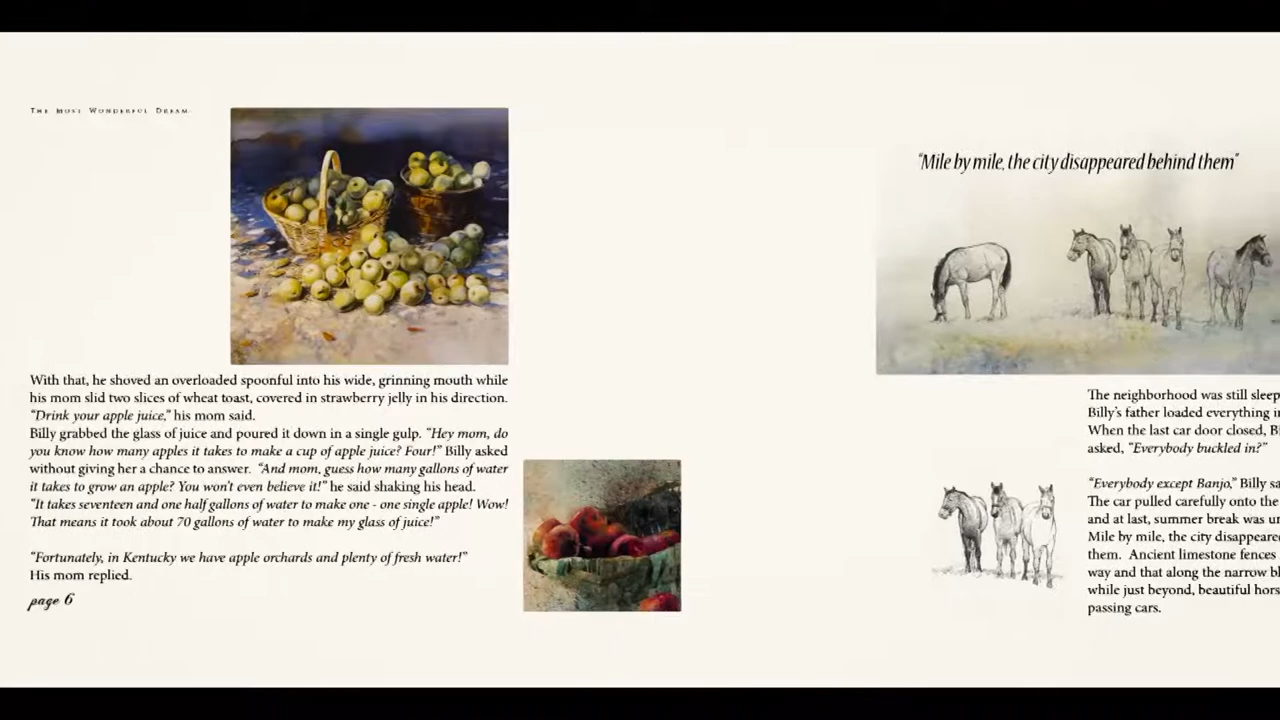 The Most Wonderful Dream
With that, he shoved an overloaded spoonful into his wide, grinning mouth while
his mom slid two slices of wheat toast, covered in strawberry jelly in his direction.
“Drink your apple juice,” his mom said.
Billy grabbed the glass of juice and poured it down in a single gulp. “Hey mom, do
you know how many apples it takes to make a cup of apple juice? Four!” Billy asked
without giving her a chance to answer. “And mom, guess how many gallons of water
it takes to grow an apple? You won’t even believe it!” he said shaking his head.
“It takes seventeen and one half gallons of water to make one - one single apple! Wow!
That means it took about 70 gallons of water to make my glass of juice!”
“Fortunately, in Kentucky we have apple orchards and plenty of fresh water!”
His mom replied.
page 6
“Mile by mile, the city disappeared behind them”
The neighborhood was still sleep
Billy’s father loaded everything i
When the last car door closed, B
asked, “Everybody buckled in?”
“Everybody except Banjo,” Billy sa
The car pulled carefully onto the
and at last, summer break was u
Mile by mile, the city disappeare
them. Ancient limestone fences
way and that along the narrow bl
while just beyond, beautiful hors
passing cars.